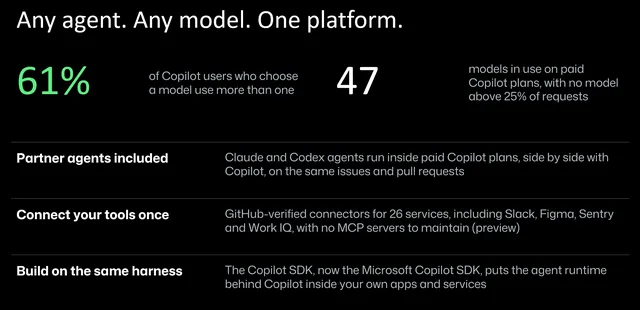 Any agent. Any model. One platform.
61%
of Copilot users who choose
a model use more than one
47
models in use on paid
Copilot plans, with no model
above 25% of requests
Partner agents included
Claude and Codex agents run inside paid Copilot plans, side by side with
Copilot, on the same issues and pull requests
Connect your tools once
GitHub-verified connectors for 26 services, including Slack, Figma, Sentry
and Work IQ, with no MCP servers to maintain (preview)
Build on the same harness
The Copilot SDK, now the Microsoft Copilot SDK, puts the agent runtime
behind Copilot inside your own apps and services